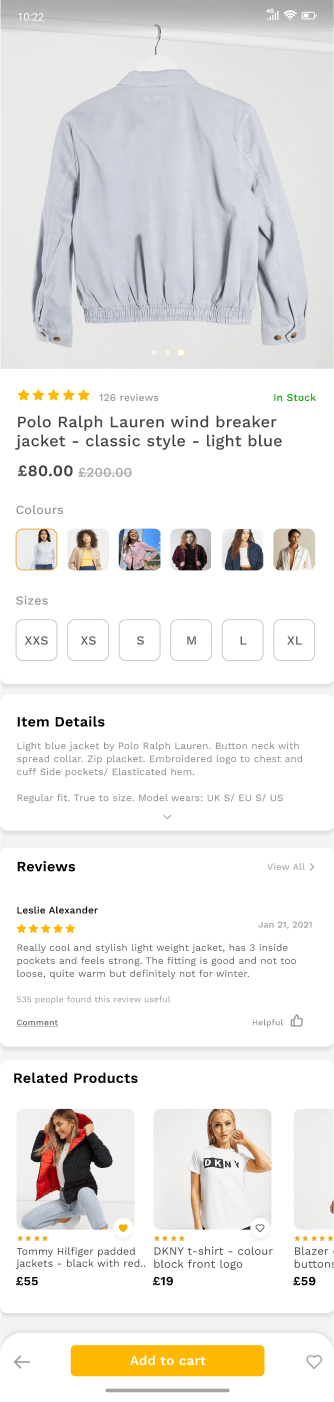 10:22
4G
126 reviews
In Stock
Polo Ralph Lauren wind breaker
jacket - classic style - light blue
£80.00 £200.00
Colours
Sizes
XXS XS S M L XL
Item Details
Light blue jacket by Polo Ralph Lauren. Button neck with
spread collar. Zip placket. Embroidered logo to chest and
cuff Side pockets/ Elasticated hem.
Regular fit. True to size. Model wears: UK S/ EU S/ US
Reviews
View All
Leslie Alexander
Jan 21, 2021
Really cool and stylish light weight jacket, has 3 inside
pockets and feels strong. The fitting is good and not too
loose, quite warm but definitely not for winter.
535 people found this review useful
Comment
Helpful
Related Products
DKNY
Tommy Hilfiger padded
jackets - black with red..
£55
DKNY t-shirt - colour
block front logo
£19
Blazer
buttons
£59
Add to cart